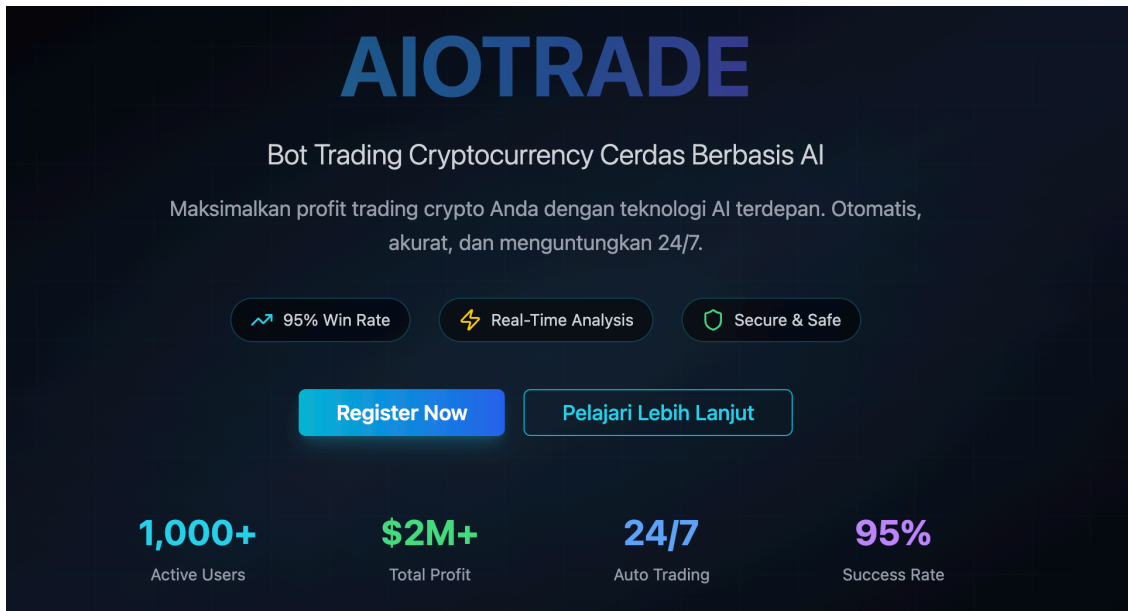 AIOTRADE
Bot Trading Cryptocurrency Cerdas Berbasis AI
Maksimalkan profit trading crypto Anda dengan teknologi AI terdepan. Otomatis,
akurat, dan menguntungkan 24/7.
95% Win Rate
Real-Time Analysis
Secure & Safe
Register Now
Pelajari Lebih Lanjut
1,000+
Active Users
$2M+
Total Profit
24/7
Auto Trading
95%
Success Rate